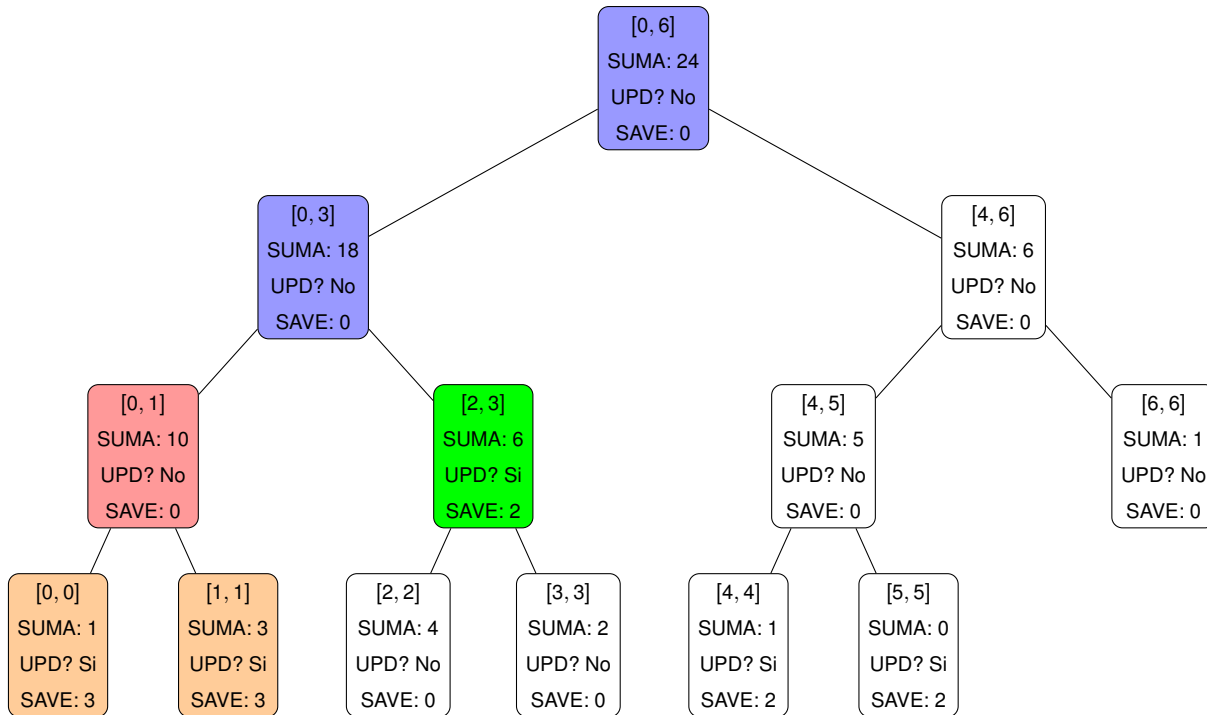 [0, 6]
SUMA: 24
UPD? No
SAVE: 0
[0, 3]
SUMA: 18
UPD? No
SAVE: 0
[4, 6]
SUMA: 6
UPD? No
SAVE: 0
[0, 1]
SUMA: 10
UPD? No
SAVE: 0
[2, 3]
SUMA: 6
UPD? Si
SAVE: 2
[4, 5]
SUMA: 5
UPD? No
SAVE: 0
[6, 6]
SUMA: 1
UPD? No
SAVE: 0
[0, 0]
SUMA: 1
UPD? Si
SAVE: 3
[1, 1]
SUMA: 3
UPD? Si
SAVE: 3
[2, 2]
SUMA: 4
UPD? No
SAVE: 0
[3, 3]
SUMA: 2
UPD? No
SAVE: 0
[4, 4]
SUMA: 1
UPD? Si
SAVE: 2
[5, 5]
SUMA: 0
UPD? Si
SAVE: 2